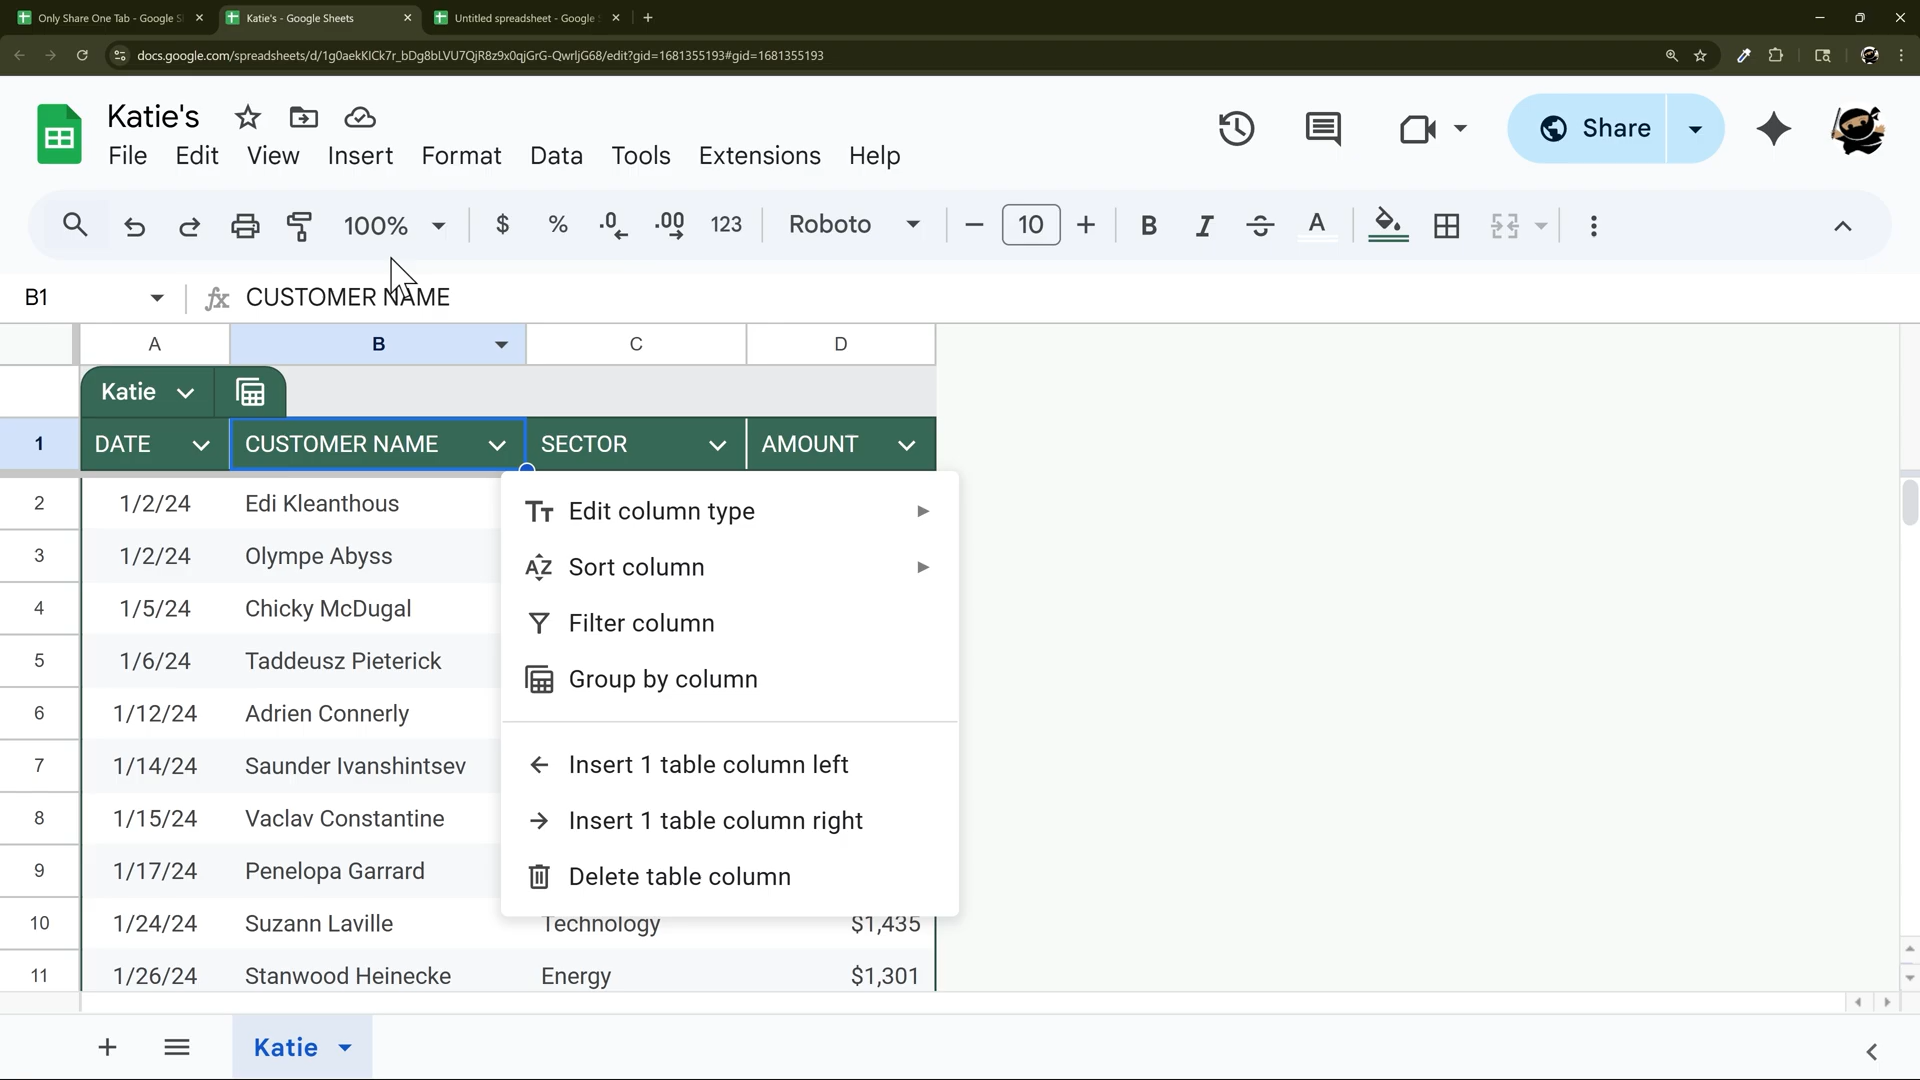 Only Share One Tab - Google S
Katie's - Google Sheets
Untitled spreadsheet - Google
docs.google.com/spreadsheets/d/1g0aekKlCk7r_bDg8bLVU7QjR8z9x0qjGrG-QwrljG68/edit?gid=1681355193#gid=1681355193
Katie's
File Edit View Insert Format Data Tools Extensions Help
Share
100% $ % .0 .00 123 Roboto 10 B I S A
B1 fx CUSTOMER NAME
A B C D
Katie
1 DATE CUSTOMER NAME SECTOR AMOUNT
2 1/2/24 Edi Kleanthous
3 1/2/24 Olympe Abyss
4 1/5/24 Chicky McDugal
5 1/6/24 Taddeusz Pieterick
6 1/12/24 Adrien Connerly
7 1/14/24 Saunder Ivanshintsev
8 1/15/24 Vaclav Constantine
9 1/17/24 Penelopa Garrard
10 1/24/24 Suzann Laville Technology $1,435
11 1/26/24 Stanwood Heinecke Energy $1,301
Edit column type
Sort column
Filter column
Group by column
Insert 1 table column left
Insert 1 table column right
Delete table column
Katie